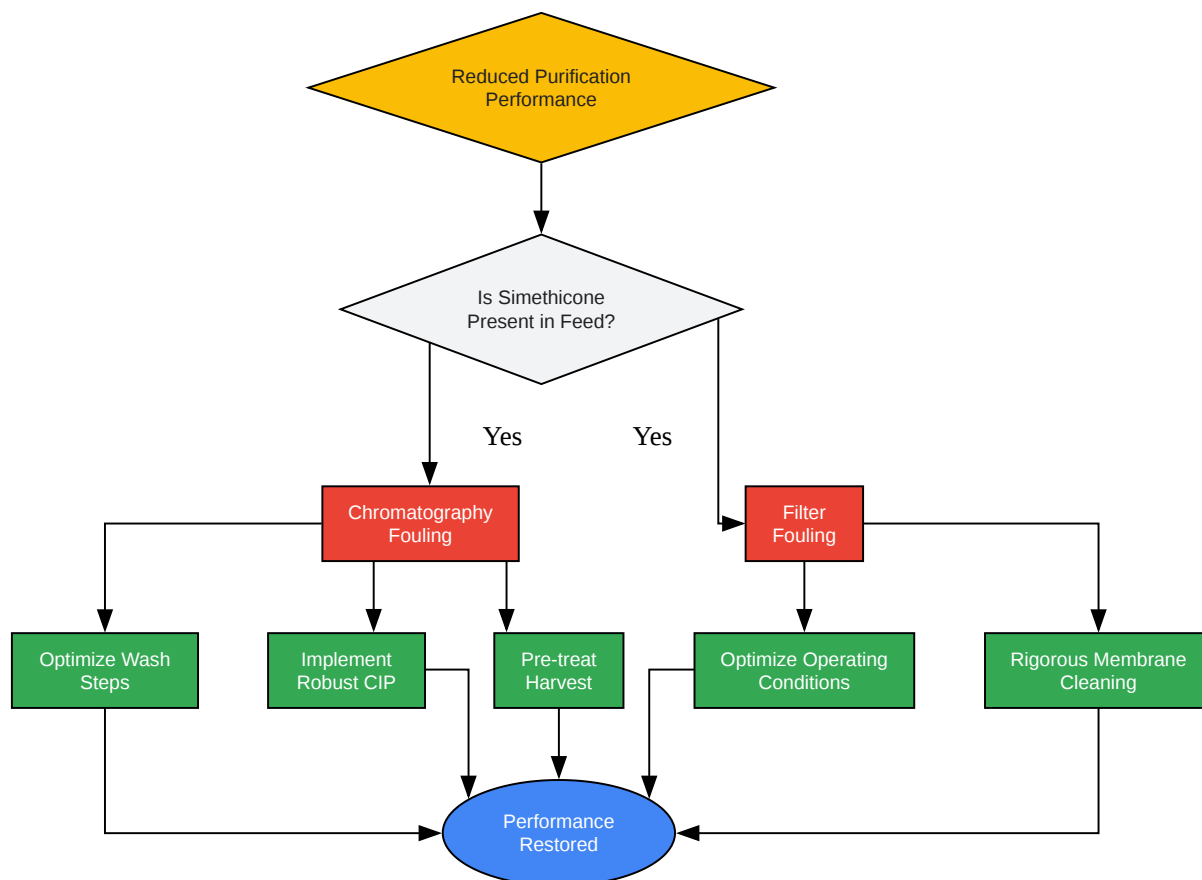 Reduced Purification
Performance
Is Simethicone
Present in Feed?
Yes
Yes
Chromatography
Fouling
Filter
Fouling
Optimize Wash
Steps
Implement
Robust CIP
Pre-treat
Harvest
Optimize Operating
Conditions
Rigorous Membrane
Cleaning
Performance
Restored